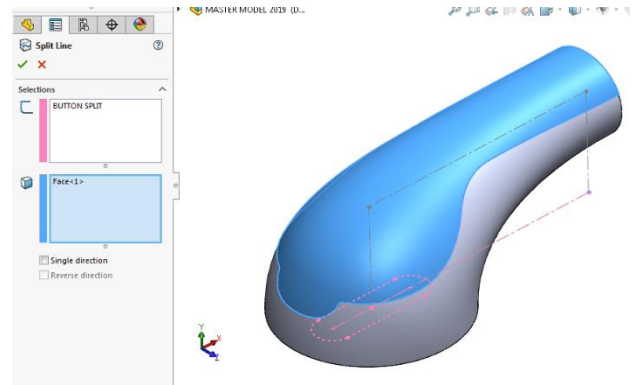 MASTER MODEL 2019 (D...
Split Line
Selections
BUTTON SPLIT
Face<1>
Single direction
Reverse direction
Y
X
Z